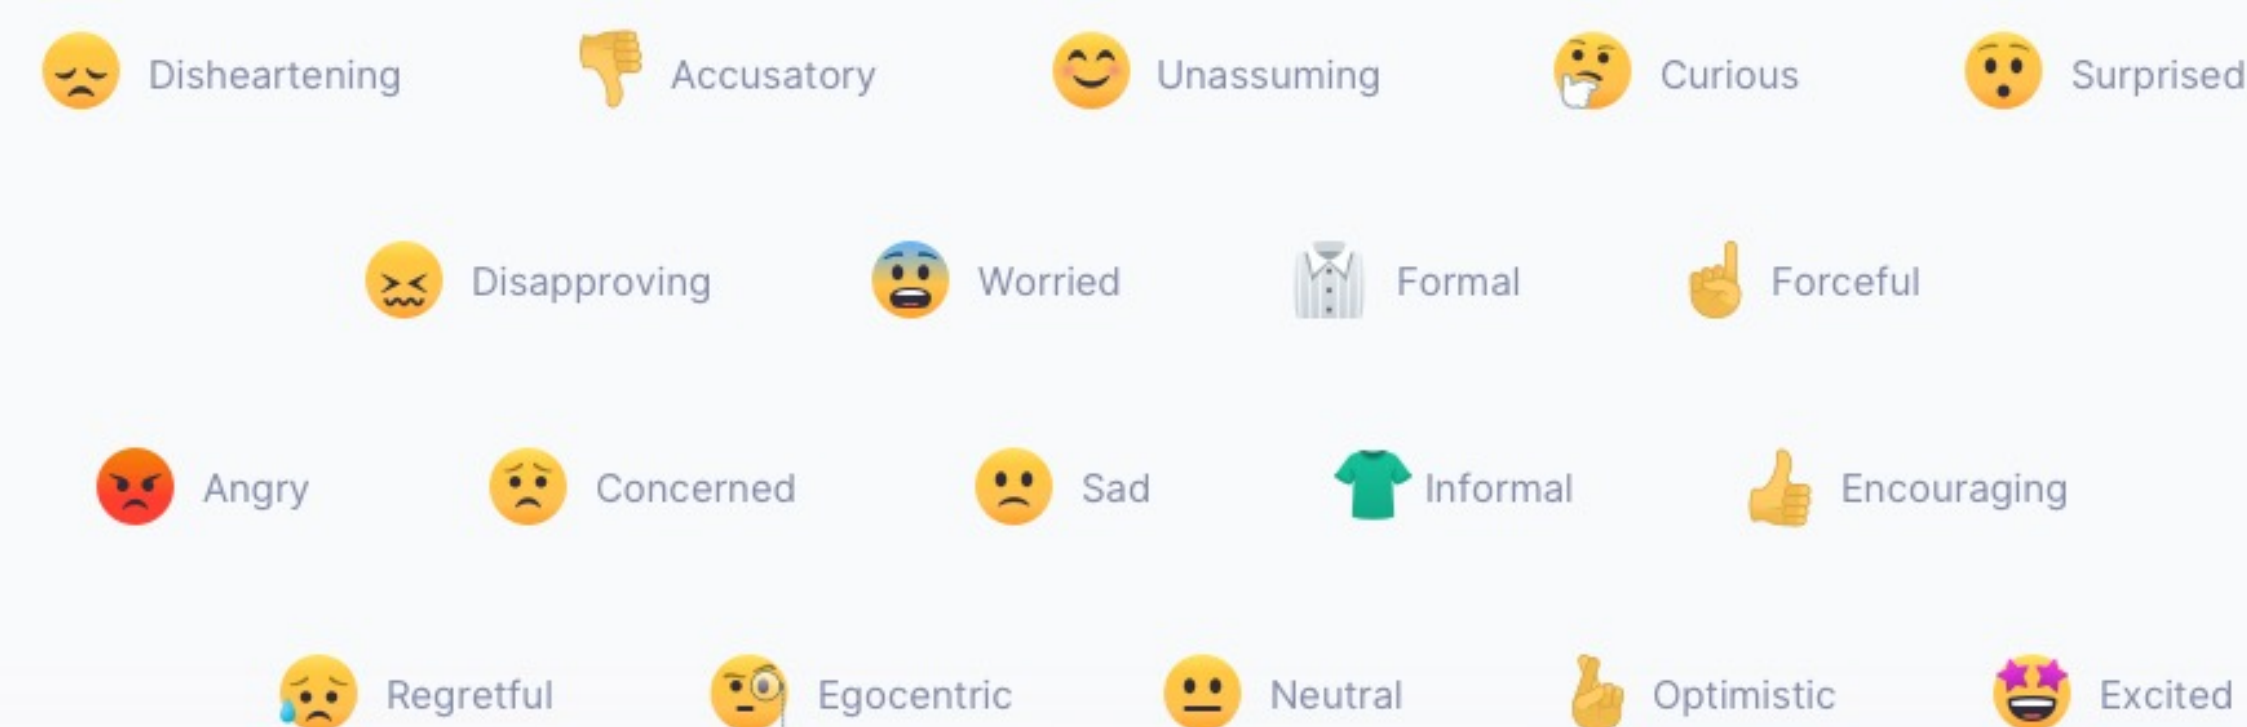 Disheartening Accusatory Unassuming Curious Surprised
Disapproving Worried Formal Forceful
Angry Concerned Sad Informal Encouraging
Regretful Egocentric Neutral Optimistic Excited